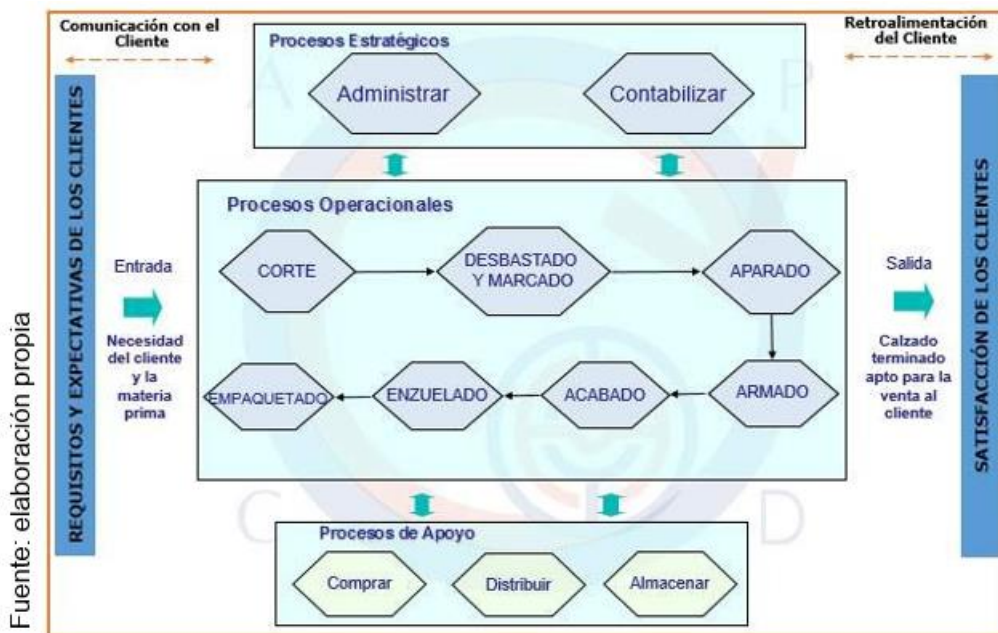 Comunicación con el
Cliente
Procesos Estratégicos
Retroalimentación
del Cliente
Administrar
Contabilizar
A
P
REQUISITOS Y EXPECTATIVAS DE LOS CLIENTES
Procesos Operacionales
CORTE
DESBASTADO
Y MARCADO
APARADO
Entrada
Necesidad
del cliente
y la
materia
prima
Salida
Calzado
terminado
apto para la
venta al
cliente
EMPAQUETADO
ENZUELADO
ACABADO
ARMADO
SATISFACCIÓN DE LOS CLIENTES
C
D
Procesos de Apoyo
Comprar
Distribuir
Almacenar
Fuente: elaboración propia